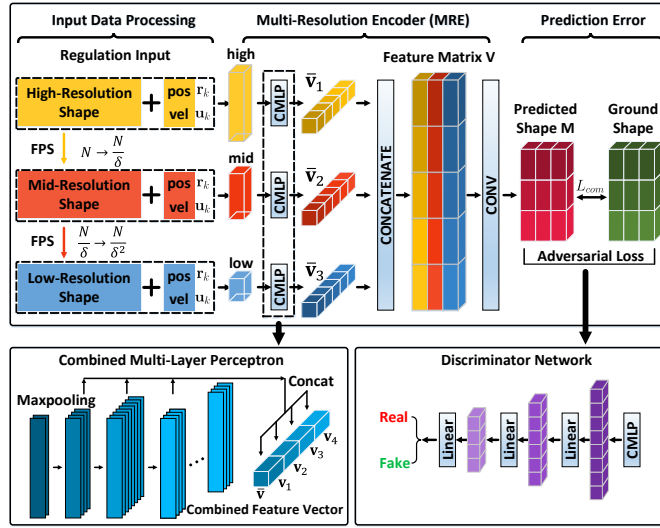 Input Data Processing
Multi-Resolution Encoder (MRE)
Prediction Error
Regulation Input
high
Feature Matrix V
High-Resolution
Shape
+
pos
vel
r_k
u_k
CMLP
v̄₁
FPS
N → N/δ
mid
Mid-Resolution
Shape
+
pos
vel
r_k
u_k
CMLP
v̄₂
FPS
N/δ → N/δ²
low
Low-Resolution
Shape
+
pos
vel
r_k
u_k
CMLP
v̄₃
CONCATENATE
CONV
Predicted
Shape M
Ground
Shape
L_com
Adversarial Loss
Combined Multi-Layer Perceptron
Maxpooling
Concat
v̄
v₁
v₂
v₃
v₄
Combined Feature Vector
Discriminator Network
Real
Fake
Linear
Linear
Linear
CMLP